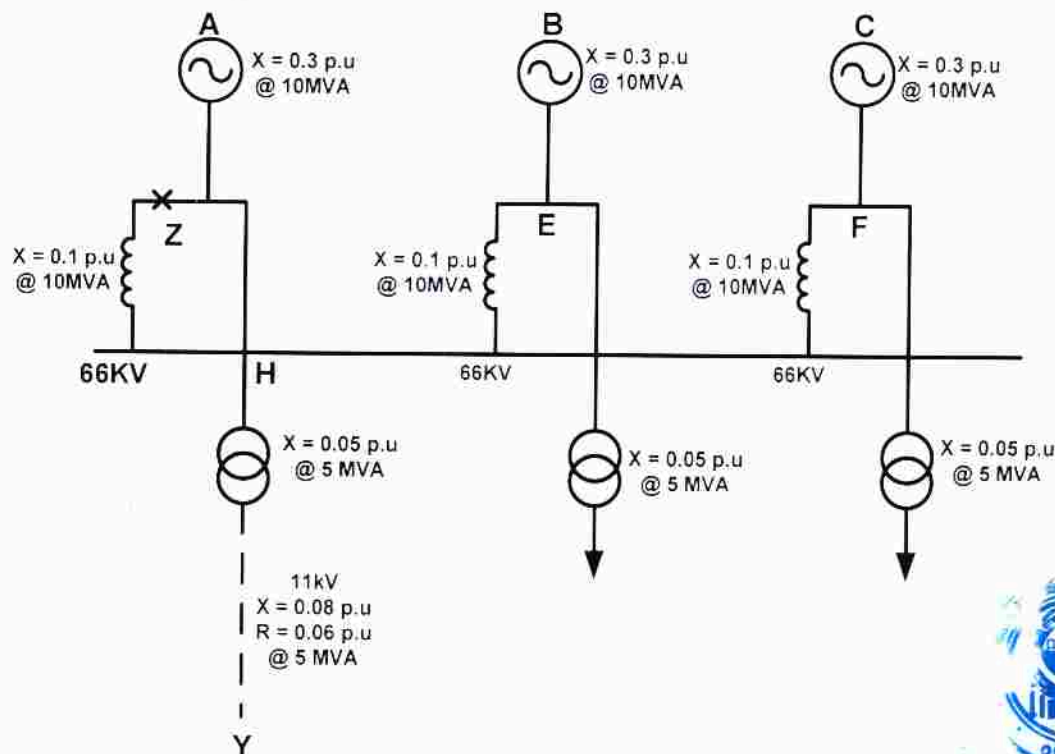 A
X = 0.3 p.u
@ 10MVA
B
X = 0.3 p.u
@ 10MVA
C
X = 0.3 p.u
@ 10MVA
Z
X = 0.1 p.u
@ 10MVA
E
X = 0.1 p.u
@ 10MVA
F
X = 0.1 p.u
@ 10MVA
66KV
H
66KV
66KV
X = 0.05 p.u
@ 5 MVA
X = 0.05 p.u
@ 5 MVA
X = 0.05 p.u
@ 5 MVA
11kV
X = 0.08 p.u
R = 0.06 p.u
@ 5 MVA
Y